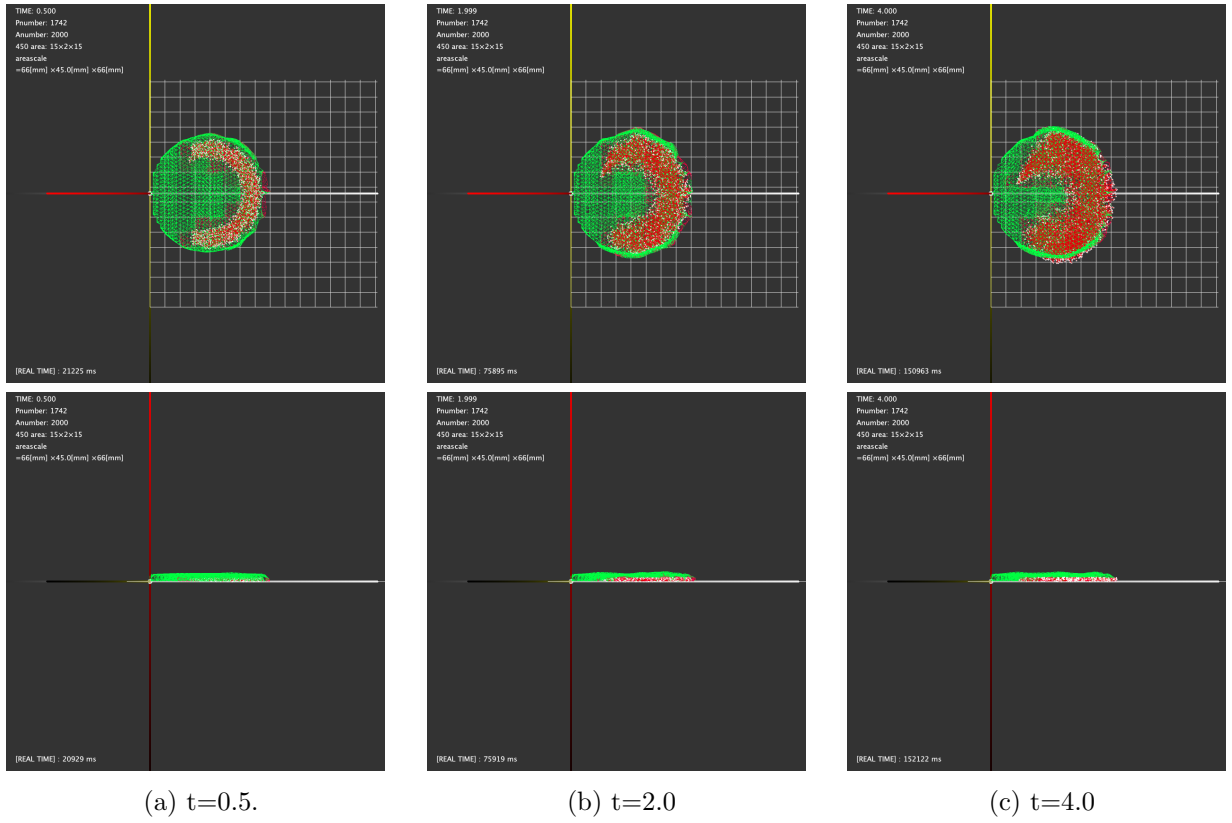 TIME: 0.500
Pnumber: 1742
Anumber: 2000
450 area: 15×2×15
areascale
=66[mm] ×45.0[mm] ×66[mm]
[REAL TIME] : 21225 ms
TIME: 1.999
Pnumber: 1742
Anumber: 2000
450 area: 15×2×15
areascale
=66[mm] ×45.0[mm] ×66[mm]
[REAL TIME] : 75895 ms
TIME: 4.000
Pnumber: 1742
Anumber: 2000
450 area: 15×2×15
areascale
=66[mm] ×45.0[mm] ×66[mm]
[REAL TIME] : 150963 ms
TIME: 0.500
Pnumber: 1742
Anumber: 2000
450 area: 15×2×15
areascale
=66[mm] ×45.0[mm] ×66[mm]
[REAL TIME] : 20929 ms
TIME: 1.999
Pnumber: 1742
Anumber: 2000
450 area: 15×2×15
areascale
=66[mm] ×45.0[mm] ×66[mm]
[REAL TIME] : 75919 ms
TIME: 4.000
Pnumber: 1742
Anumber: 2000
450 area: 15×2×15
areascale
=66[mm] ×45.0[mm] ×66[mm]
[REAL TIME] : 152122 ms
(a) t=0.5.
(b) t=2.0
(c) t=4.0